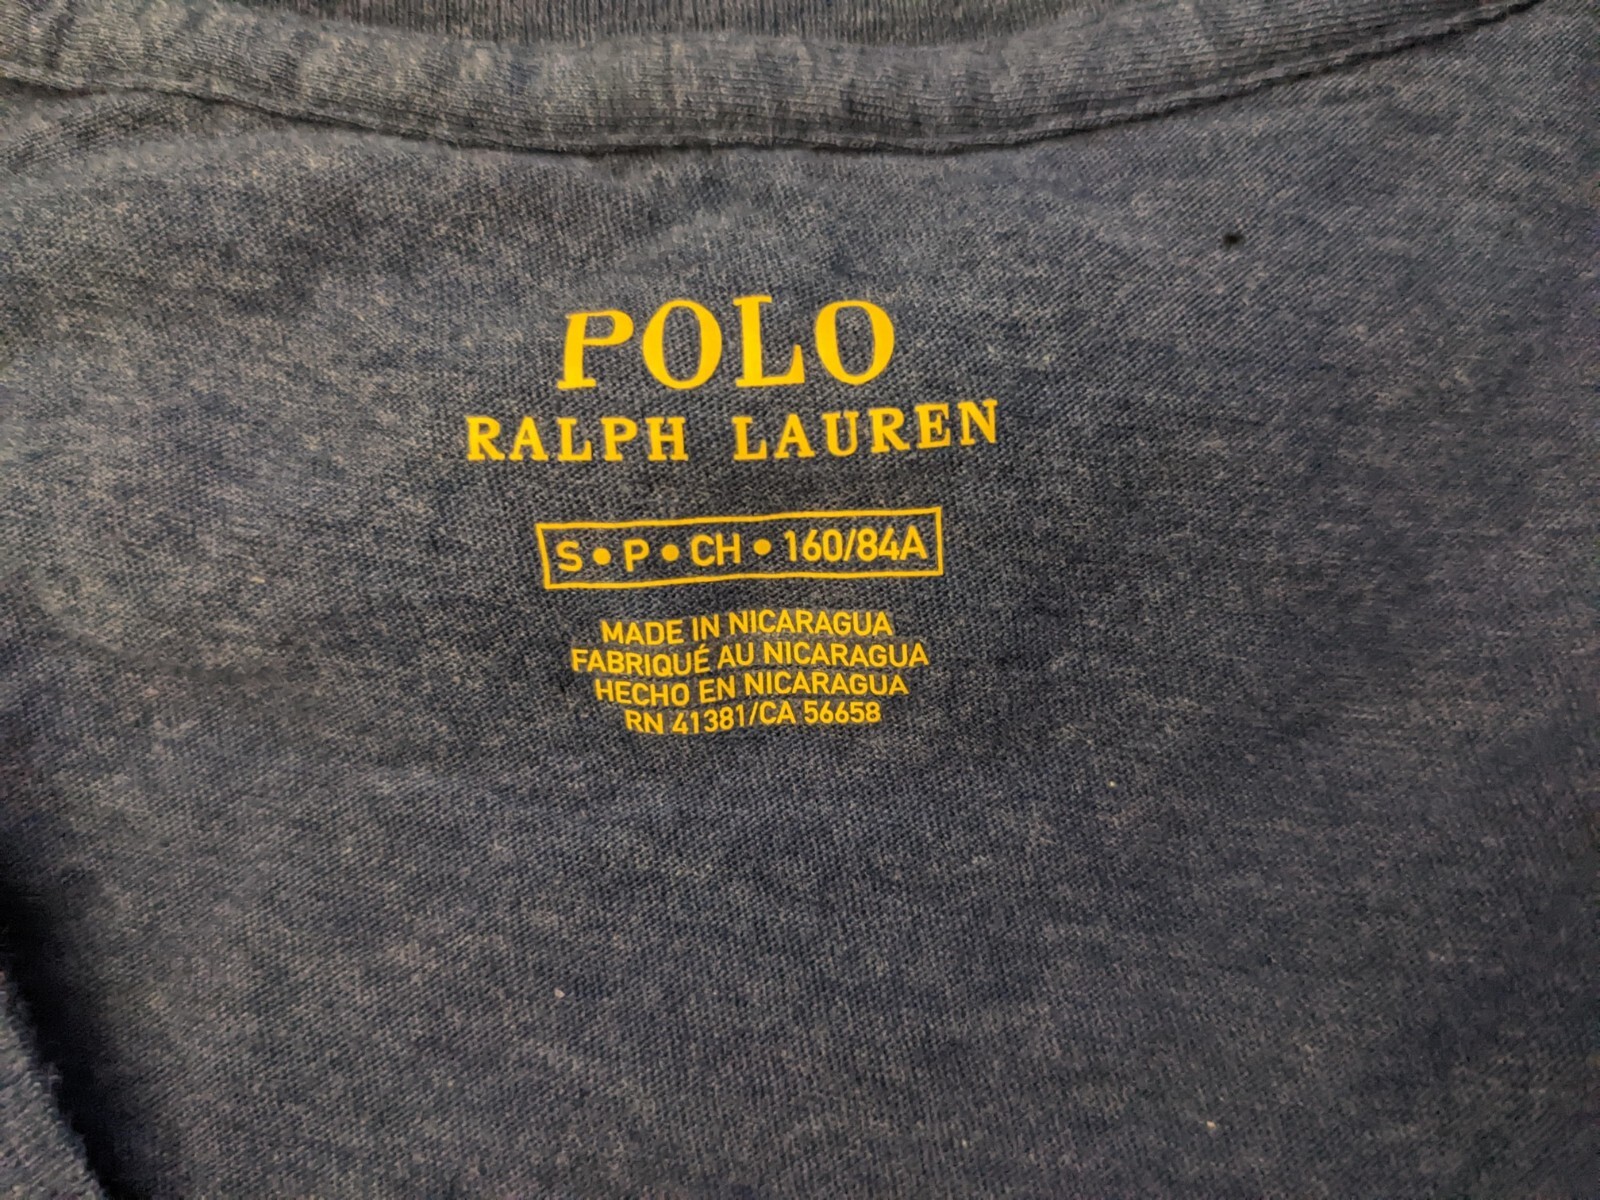 POLO
RALPH LAUREN
S • P • CH • 160/84A
MADE IN NICARAGUA
FABRIQUÉ AU NICARAGUA
HECHO EN NICARAGUA
RN 41381/CA 56658